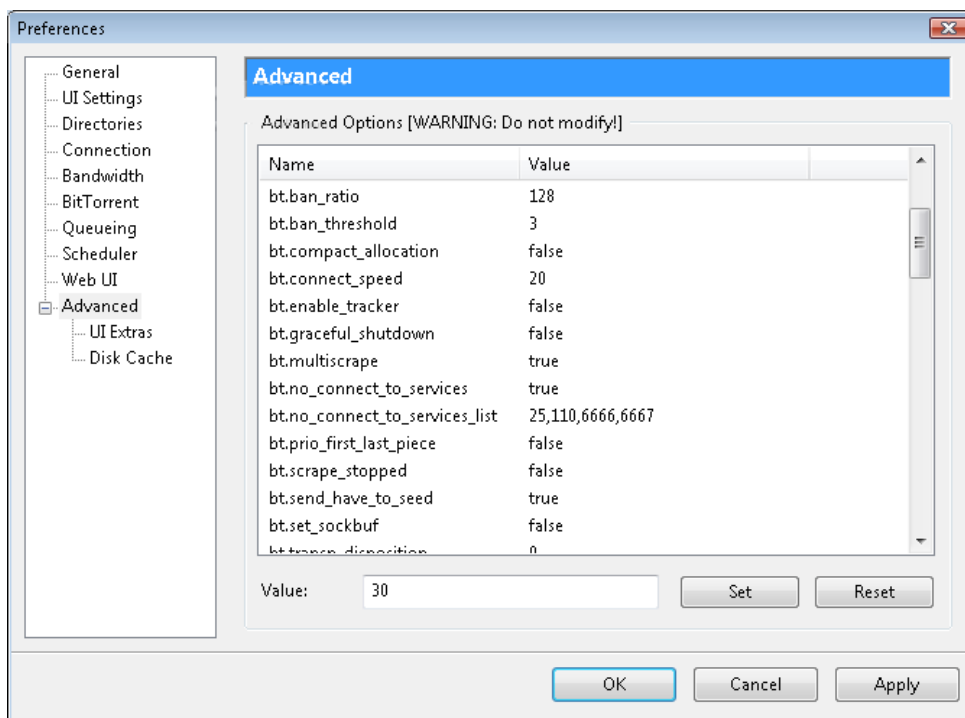 Preferences
General
UI Settings
Directories
Connection
Bandwidth
BitTorrent
Queueing
Scheduler
Web UI
Advanced
UI Extras
Disk Cache
Advanced
Advanced Options [WARNING: Do not modify!]
Name Value
bt.ban_ratio 128
bt.ban_threshold 3
bt.compact_allocation false
bt.connect_speed 20
bt.enable_tracker false
bt.graceful_shutdown false
bt.multiscrape true
bt.no_connect_to_services true
bt.no_connect_to_services_list 25,110,6666,6667
bt.prio_first_last_piece false
bt.scrape_stopped false
bt.send_have_to_seed true
bt.set_sockbuf false
bt.transp_disposition 0
Value: 30 Set Reset
OK Cancel Apply